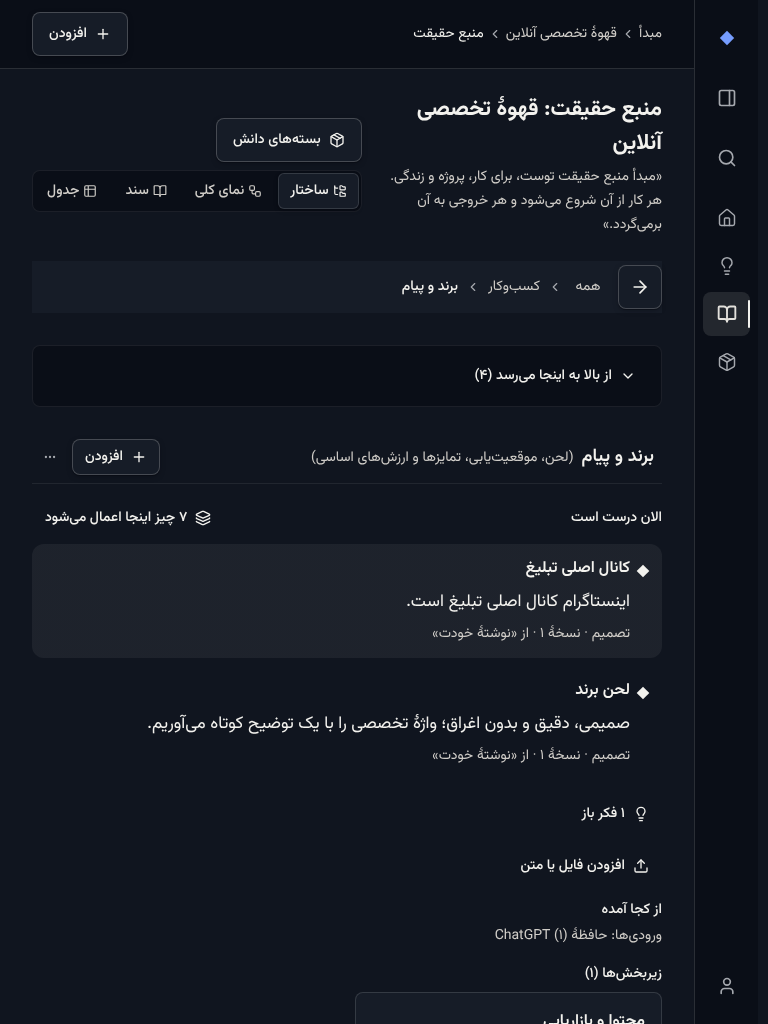 مبدأ › قهوهٔ تخصصی آنلاین › منبع حقیقت
افزودن
منبع حقیقت: قهوهٔ تخصصی
آنلاین
«مبدأ منبع حقیقت توست، برای کار، پروژه و زندگی.
هر کار از آن شروع می‌شود و هر خروجی به آن
برمی‌گردد.»
بسته‌های دانش
ساختار نمای کلی سند جدول
همه › کسب‌وکار › برند و پیام
از بالا به اینجا می‌رسد (۴)
برند و پیام (لحن، موقعیت‌یابی، تمایزها و ارزش‌های اساسی)
افزودن
الان درست است
۷ چیز اینجا اعمال می‌شود
کانال اصلی تبلیغ
اینستاگرام کانال اصلی تبلیغ است.
تصمیم · نسخهٔ ۱ · از «نوشتهٔ خودت»
لحن برند
صمیمی، دقیق و بدون اغراق؛ واژهٔ تخصصی را با یک توضیح کوتاه می‌آوریم.
تصمیم · نسخهٔ ۱ · از «نوشتهٔ خودت»
۱ فکر باز
افزودن فایل یا متن
از کجا آمده
ورودی‌ها: حافظهٔ ChatGPT (۱)
زیربخش‌ها (۱)
محتوا و بازاریابی